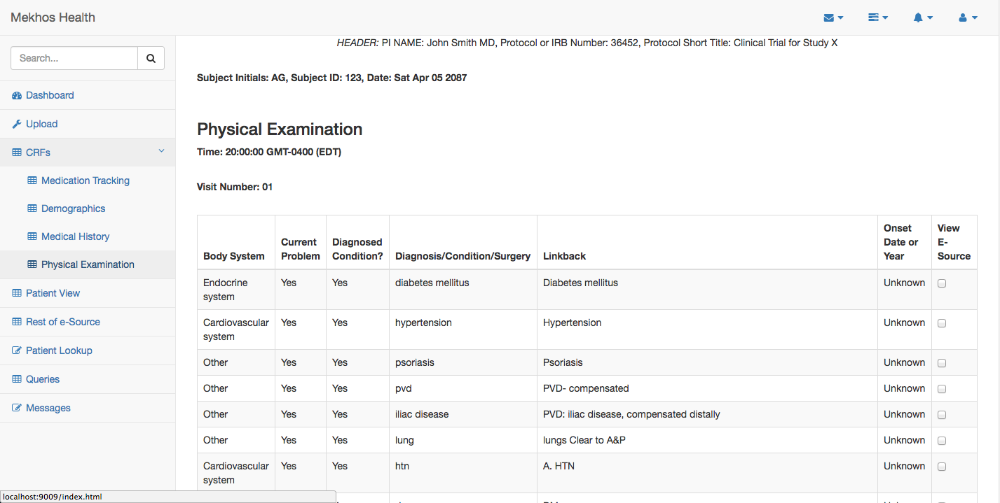 Mekhos Health
HEADER: PI NAME: John Smith MD, Protocol or IRB Number: 36452, Protocol Short Title: Clinical Trial for Study X
Search...
Subject Initials: AG, Subject ID: 123, Date: Sat Apr 05 2087
Dashboard
Upload
CRFs
Medication Tracking
Demographics
Medical History
Physical Examination
Patient View
Rest of e-Source
Patient Lookup
Queries
Messages
Physical Examination
Time: 20:00:00 GMT-0400 (EDT)
Visit Number: 01
Body System
Current
Problem
Diagnosed
Condition?
Diagnosis/Condition/Surgery
Linkback
Onset
Date or
Year
View
E-
Source
Endocrine
system
Yes
Yes
diabetes mellitus
Diabetes mellitus
Unknown
Cardiovascular
system
Yes
Yes
hypertension
Hypertension
Unknown
Other
Yes
Yes
psoriasis
Psoriasis
Unknown
Other
Yes
Yes
pvd
PVD- compensated
Unknown
Other
Yes
Yes
iliac disease
PVD: iliac disease, compensated distally
Unknown
Other
Yes
Yes
lung
lungs Clear to A&P
Unknown
Cardiovascular
system
Yes
Yes
htn
A. HTN
Unknown
localhost:9009/index.html